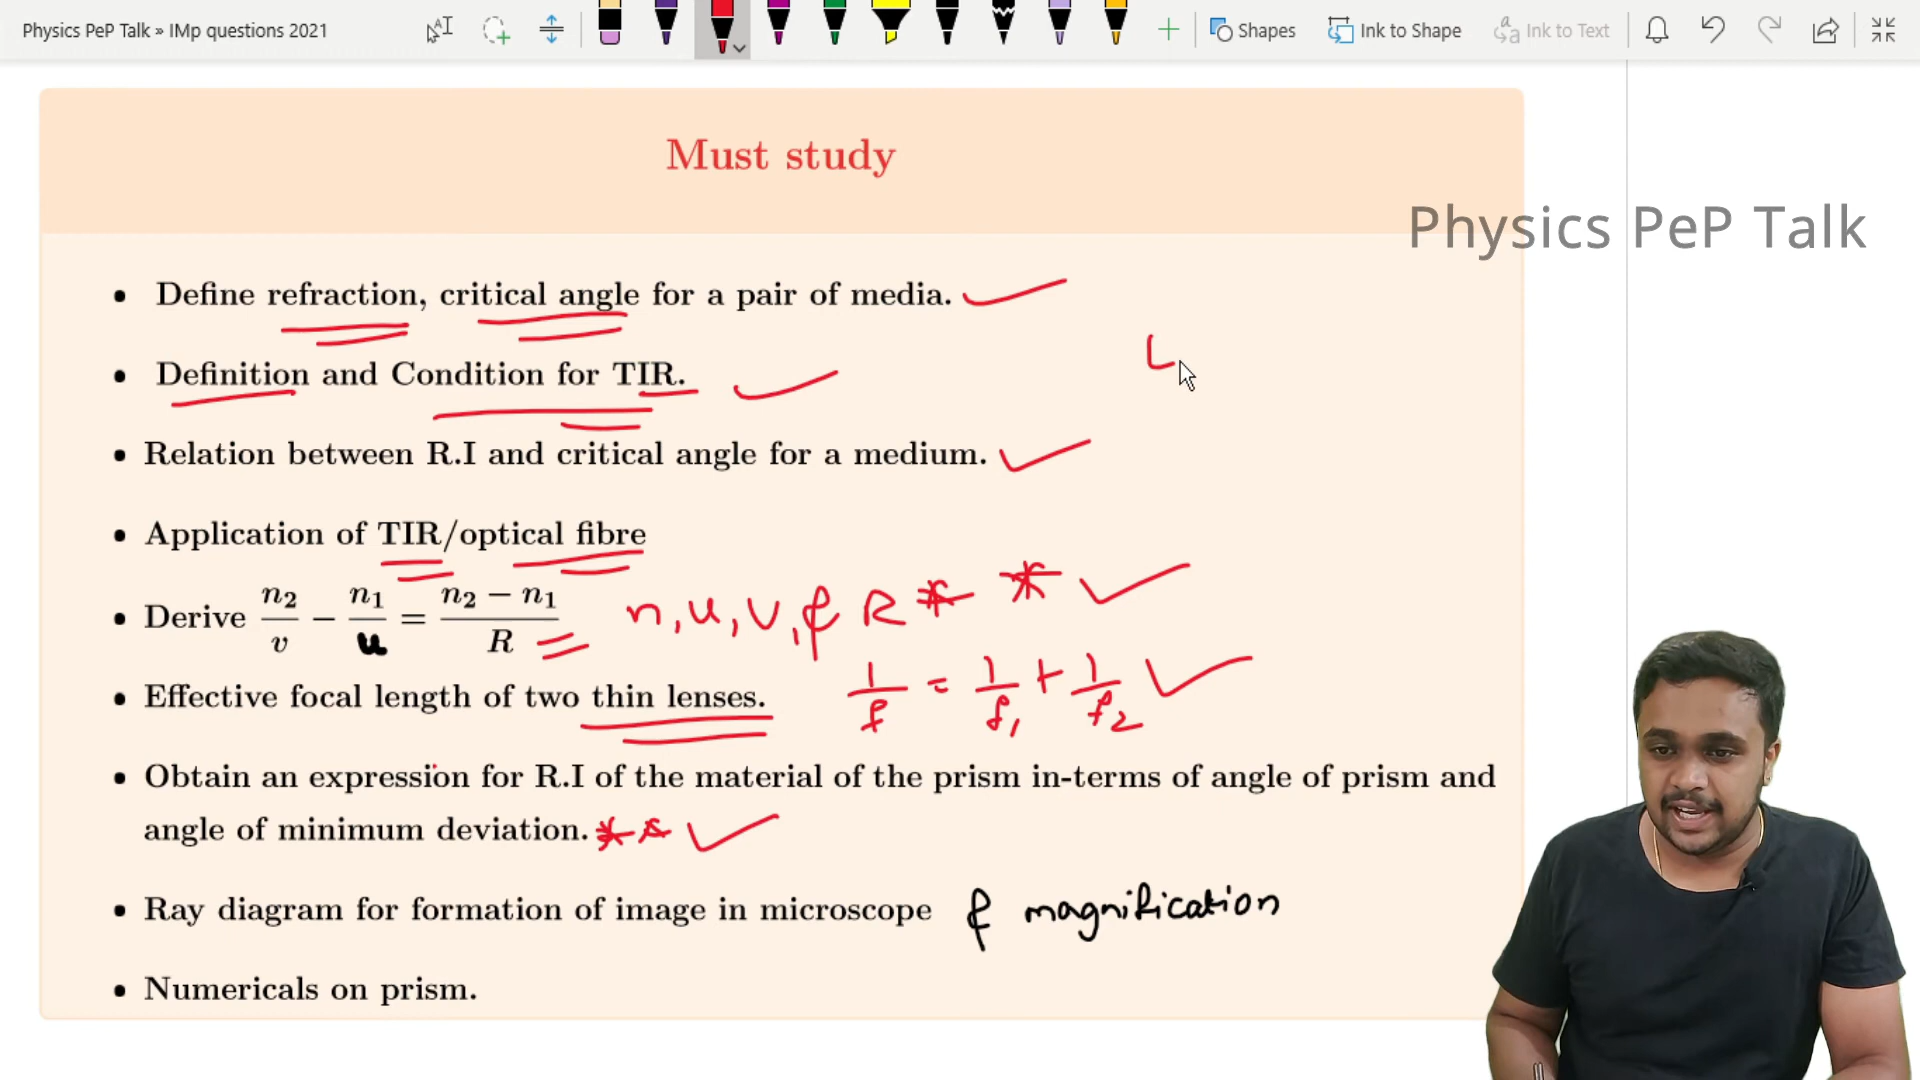 Physics PeP Talk » IMp questions 2021
Shapes
Ink to Shape
Ink to Text
Must study
Physics PeP Talk
• Define refraction, critical angle for a pair of media.
• Definition and Condition for TIR.
• Relation between R.I and critical angle for a medium.
• Application of TIR/optical fibre
• Derive n₂/v − n₁/u = (n₂ − n₁)/R n, u, v, & R * *
• Effective focal length of two thin lenses. 1/f = 1/f₁ + 1/f₂
• Obtain an expression for R.I of the material of the prism in-terms of angle of prism and
angle of minimum deviation. **
• Ray diagram for formation of image in microscope & magnification
• Numericals on prism.